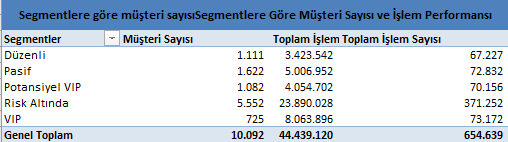 Segmentlere göre müşteri sayısıSegmentlere Göre Müşteri Sayısı ve İşlem Performansı
Segmentler Müşteri Sayısı Toplam İşlem Toplam İşlem Sayısı
Düzenli 1.111 3.423.542 67.227
Pasif 1.622 5.006.952 72.832
Potansiyel VIP 1.082 4.054.702 70.156
Risk Altında 5.552 23.890.028 371.252
VIP 725 8.063.896 73.172
Genel Toplam 10.092 44.439.120 654.639